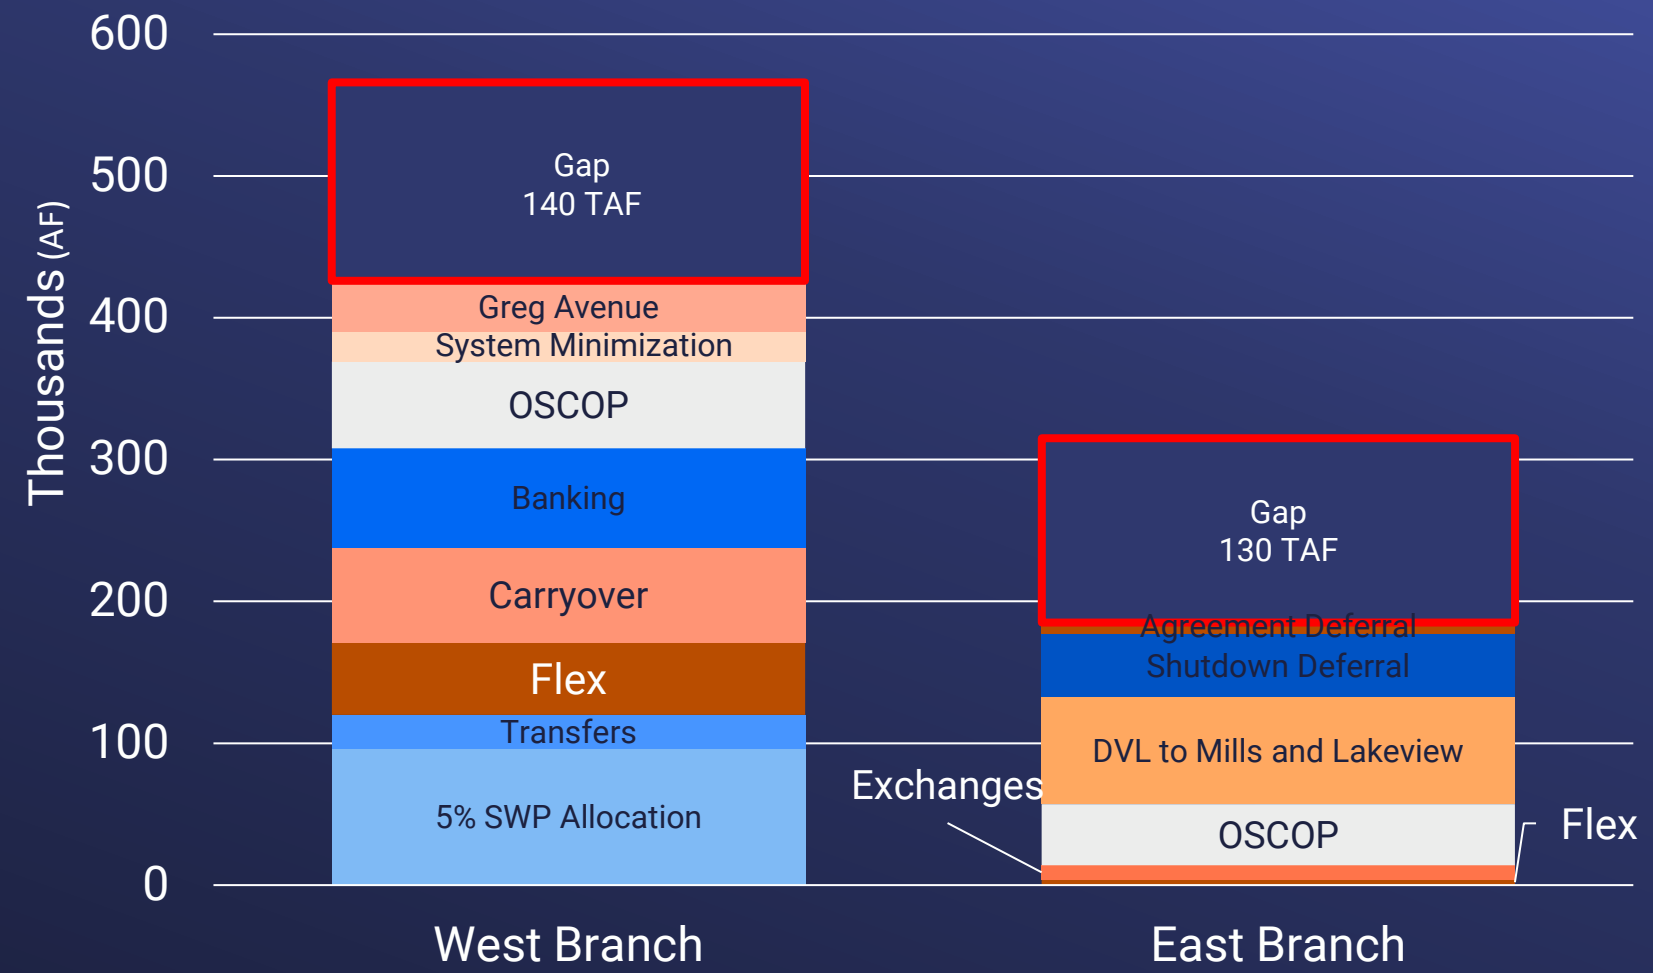 600
500
400
300
200
100
0
Thousands (AF)
Gap
140 TAF
Greg Avenue
System Minimization
OSCOP
Banking
Carryover
Flex
Transfers
5% SWP Allocation
West Branch
Gap
130 TAF
Agreement Deferral
Shutdown Deferral
DVL to Mills and Lakeview
Exchanges
OSCOP
Flex
East Branch